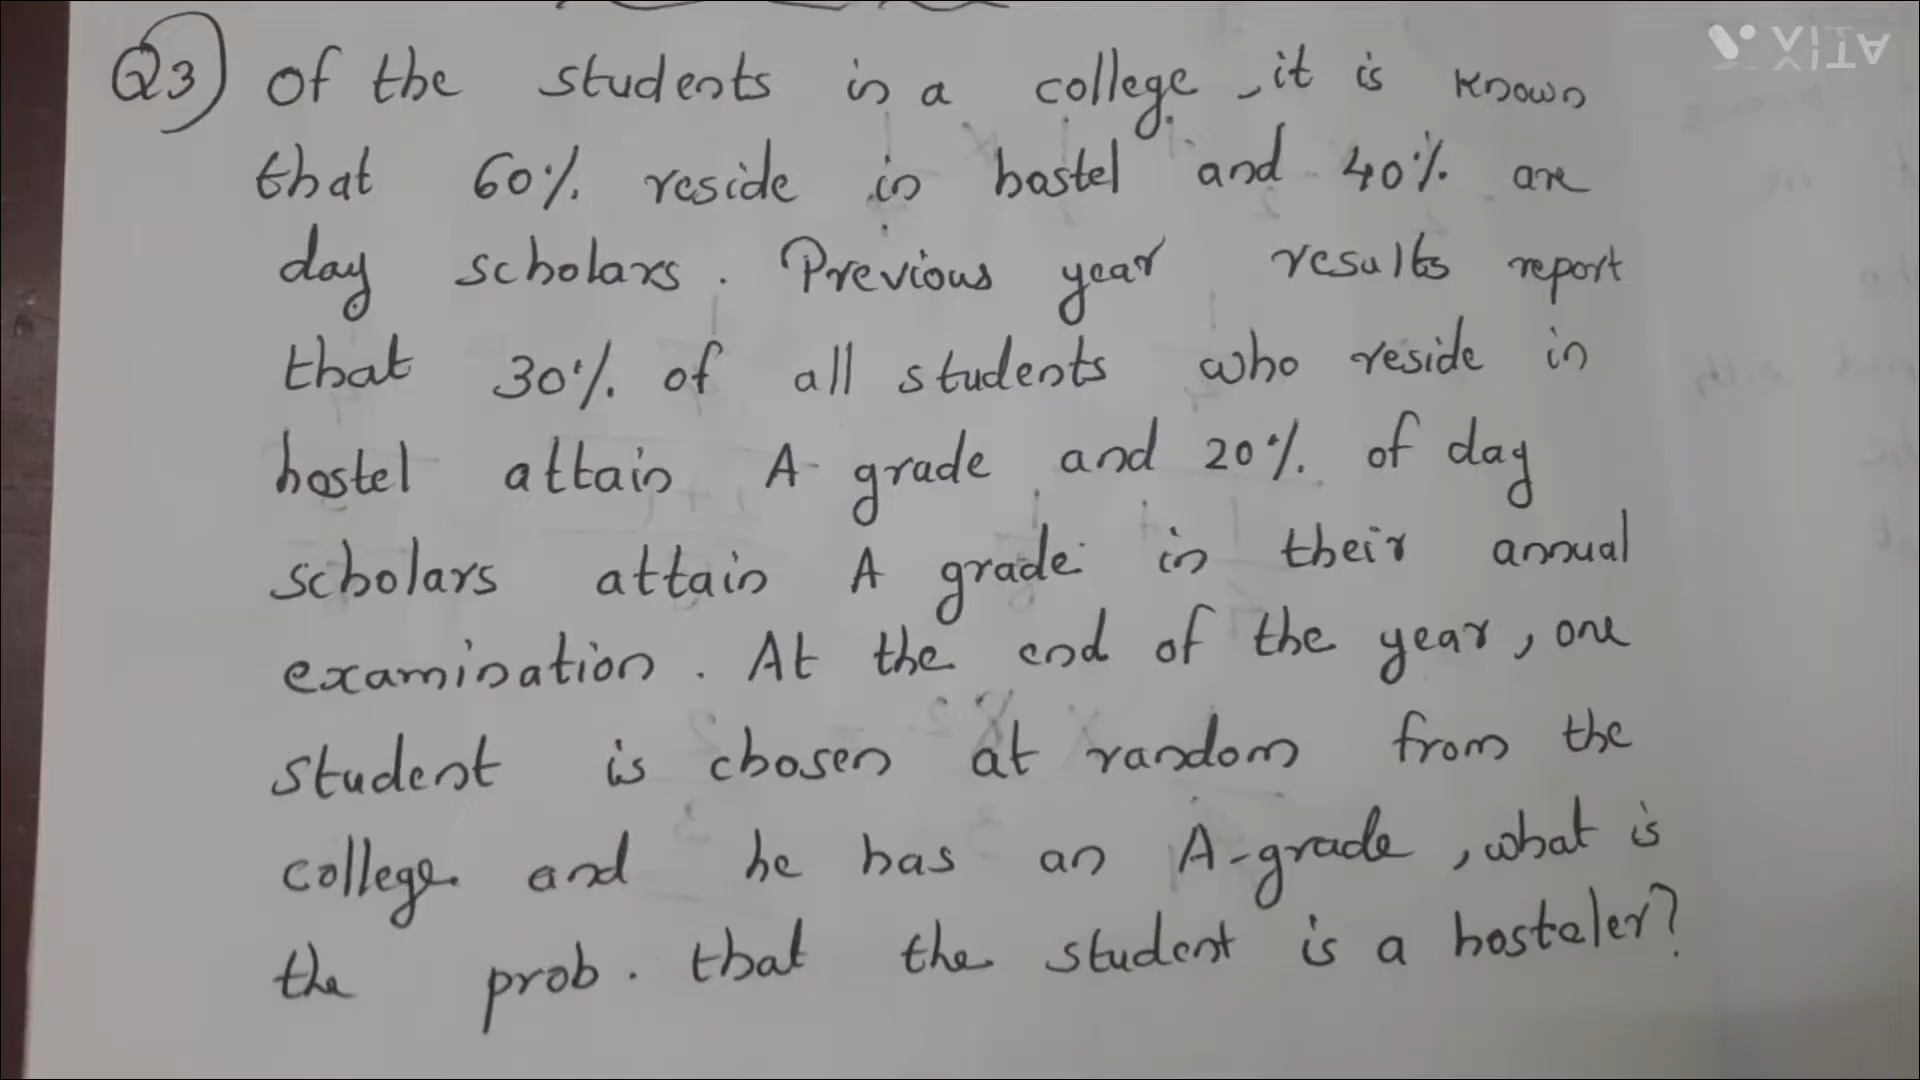 Q3) Of the students in a college, it is known
that 60% reside in hostel and 40% are
day scholars. Previous year results report
that 30% of all students who reside in
hostel attain A grade and 20% of day
scholars attain A grade in their annual
examination. At the end of the year, one
student is chosen at random from the
college and he has an A-grade, what is
the prob. that the student is a hosteler?
VITA